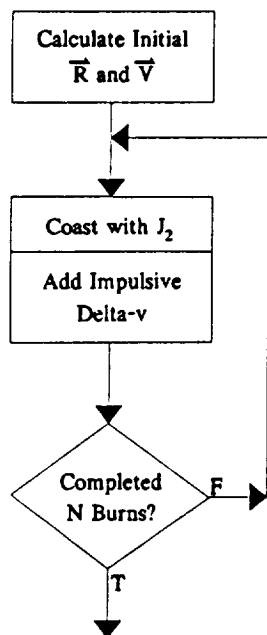 Calculate Initial
R⃗ and V⃗
Coast with J₂
Add Impulsive
Delta-v
Completed
N Burns?
F
T